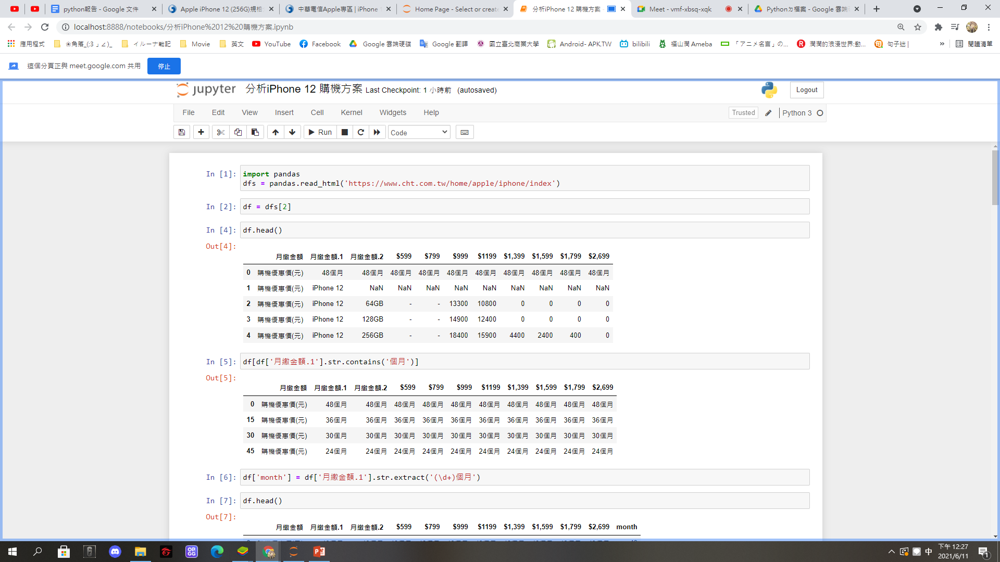 python報告 - Google 文件
Apple iPhone 12 (256G)規格
中華電信Apple專區 | iPhone
Home Page - Select or create
分析iPhone 12 購機方案 -
Meet - vmf-xbsq-xqk
Pythonㄉ檔案 - Google 雲端
localhost:8888/notebooks/分析iPhone%2012%20購機方案.ipynb
應用程式 ❀角落_(:3 」∠)_ イルーナ戦記 Movie 英文 YouTube Facebook Google 雲端硬碟 Google 翻譯 國立臺北商業大學 Android- APK.TW bilibili 福山潤 Ameba 「アニメ名言」の... 潤潤的浪漫世界:動... 句子迷 | » 閱讀清單
這個分頁正與 meet.google.com 共用 停止
jupyter 分析iPhone 12 購機方案 Last Checkpoint: 1 小時前 (autosaved) Logout
File Edit View Insert Cell Kernel Widgets Help Trusted Python 3
Run Code
In [1]: import pandas
dfs = pandas.read_html('https://www.cht.com.tw/home/apple/iphone/index')
In [2]: df = dfs[2]
In [4]: df.head()
Out[4]:
月繳金額 月繳金額.1 月繳金額.2 $599 $799 $999 $1199 $1,399 $1,599 $1,799 $2,699
0 購機優惠價(元) 48個月 48個月 48個月 48個月 48個月 48個月 48個月 48個月 48個月 48個月
1 購機優惠價(元) iPhone 12 NaN NaN NaN NaN NaN NaN NaN NaN NaN
2 購機優惠價(元) iPhone 12 64GB - - 13300 10800 0 0 0 0
3 購機優惠價(元) iPhone 12 128GB - - 14900 12400 0 0 0 0
4 購機優惠價(元) iPhone 12 256GB - - 18400 15900 4400 2400 400 0
In [5]: df[df['月繳金額.1'].str.contains('個月')]
Out[5]:
月繳金額 月繳金額.1 月繳金額.2 $599 $799 $999 $1199 $1,399 $1,599 $1,799 $2,699
0 購機優惠價(元) 48個月 48個月 48個月 48個月 48個月 48個月 48個月 48個月 48個月 48個月
15 購機優惠價(元) 36個月 36個月 36個月 36個月 36個月 36個月 36個月 36個月 36個月 36個月
30 購機優惠價(元) 30個月 30個月 30個月 30個月 30個月 30個月 30個月 30個月 30個月 30個月
45 購機優惠價(元) 24個月 24個月 24個月 24個月 24個月 24個月 24個月 24個月 24個月 24個月
In [6]: df['month'] = df['月繳金額.1'].str.extract('(\d+)個月')
In [7]: df.head()
Out[7]:
月繳金額 月繳金額.1 月繳金額.2 $599 $799 $999 $1199 $1,399 $1,599 $1,799 $2,699 month
OP.GG
中
下午 12:27
2021/6/11
1